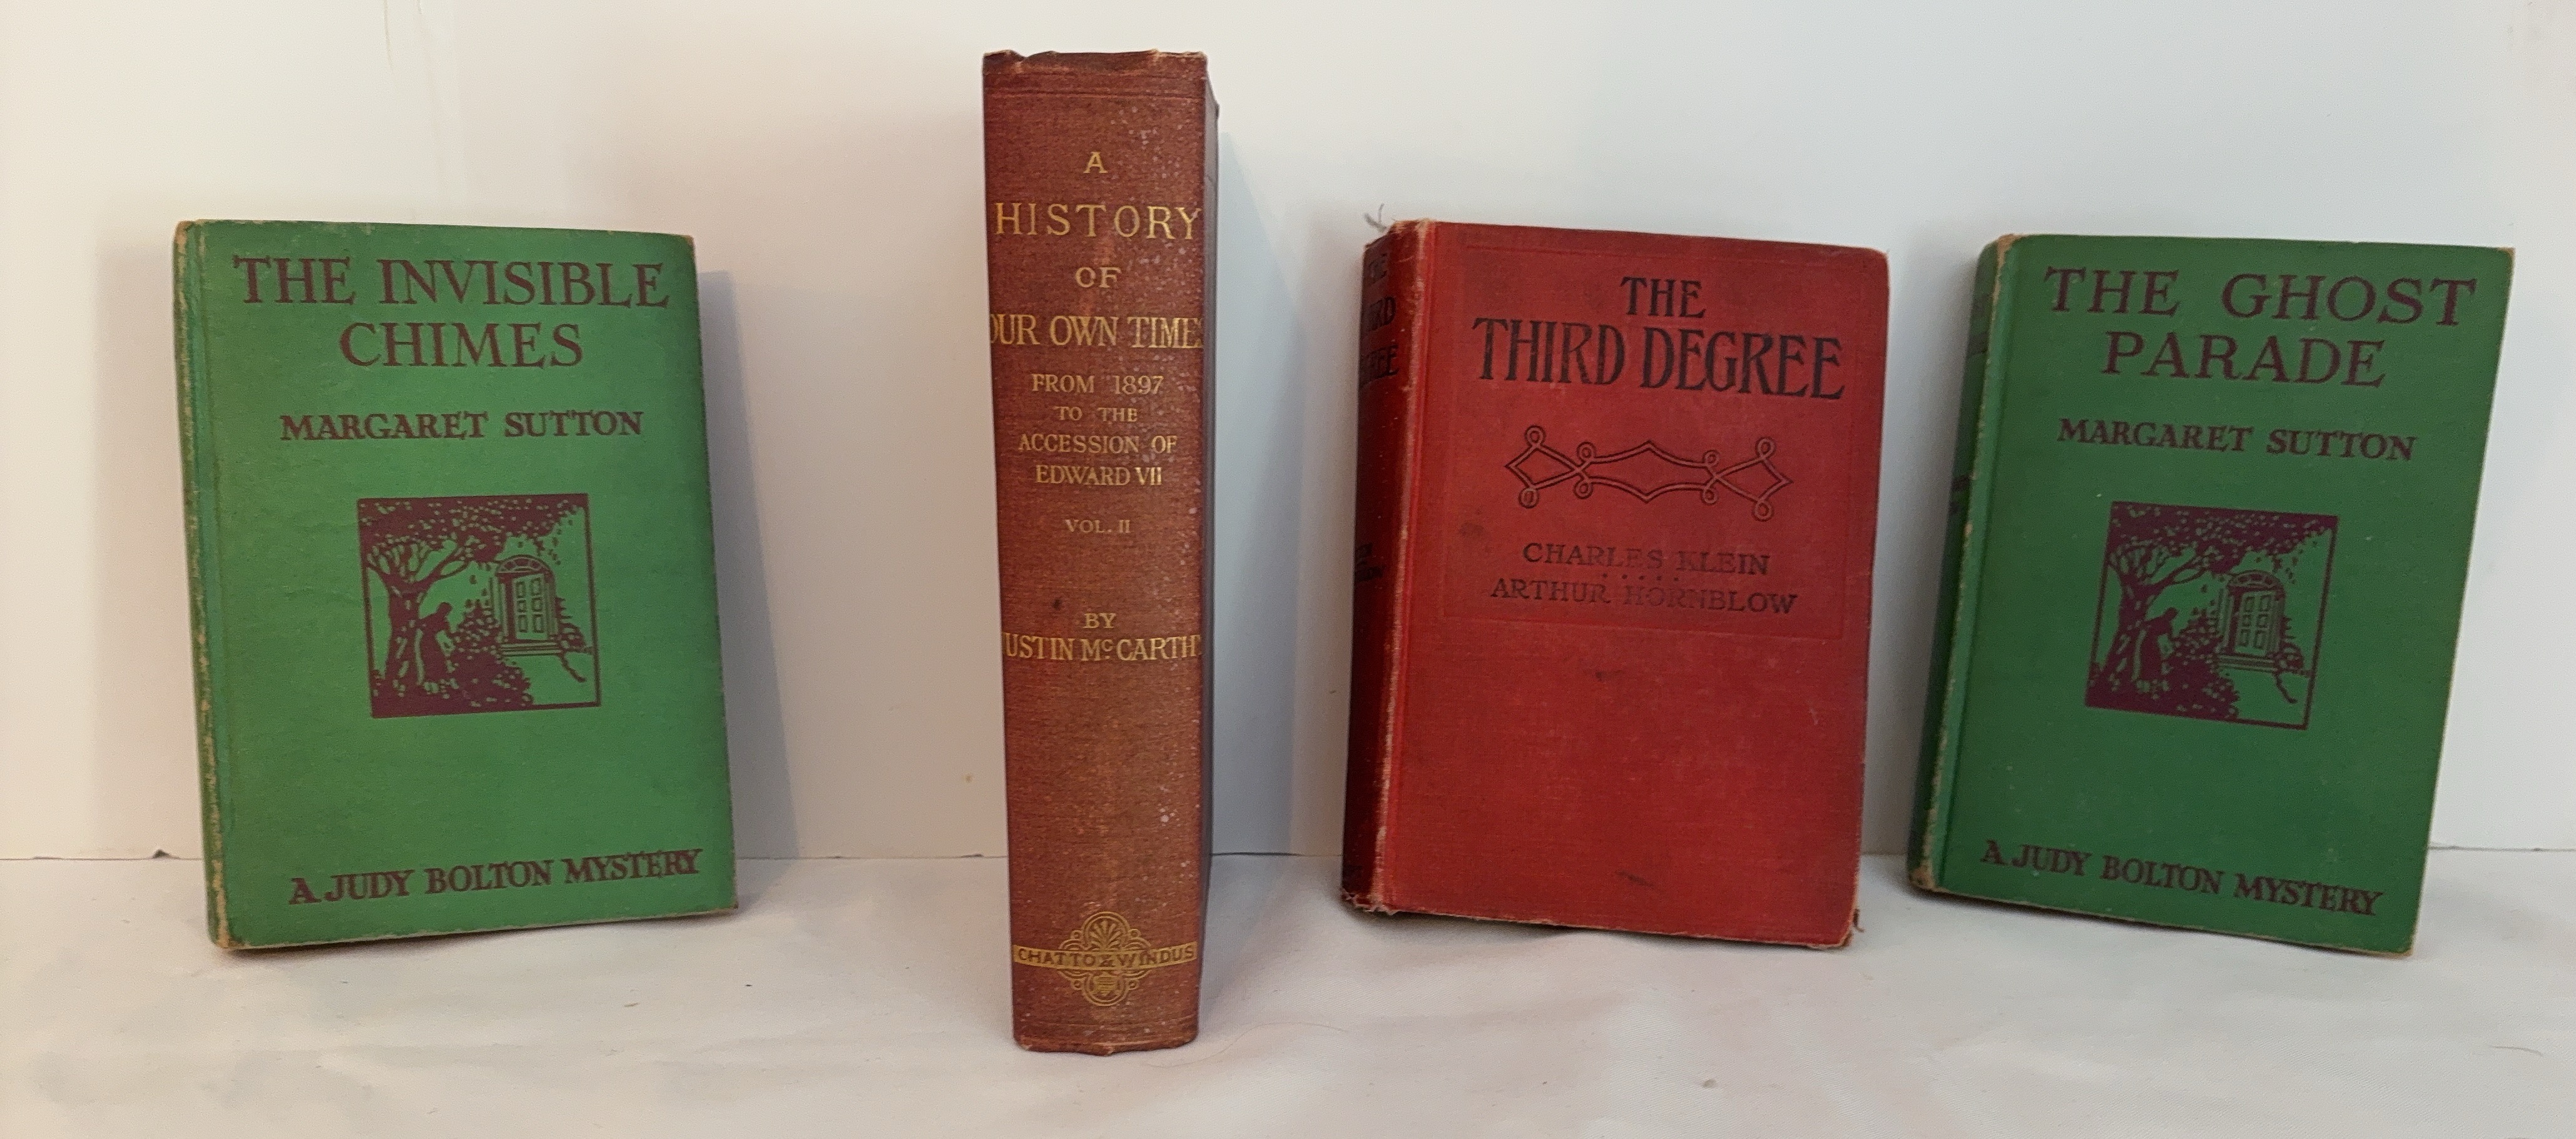 THE INVISIBLE
CHIMES
MARGARET SUTTON
A JUDY BOLTON MYSTERY
A
HISTORY
OF
OUR OWN TIMES
FROM 1897
TO THE
ACCESSION OF
EDWARD VII
VOL. II
BY
JUSTIN McCARTHY
CHATTO & WINDUS
THE
THIRD DEGREE
CHARLES KLEIN
ARTHUR HORNBLOW
THE GHOST
PARADE
MARGARET SUTTON
A JUDY BOLTON MYSTERY